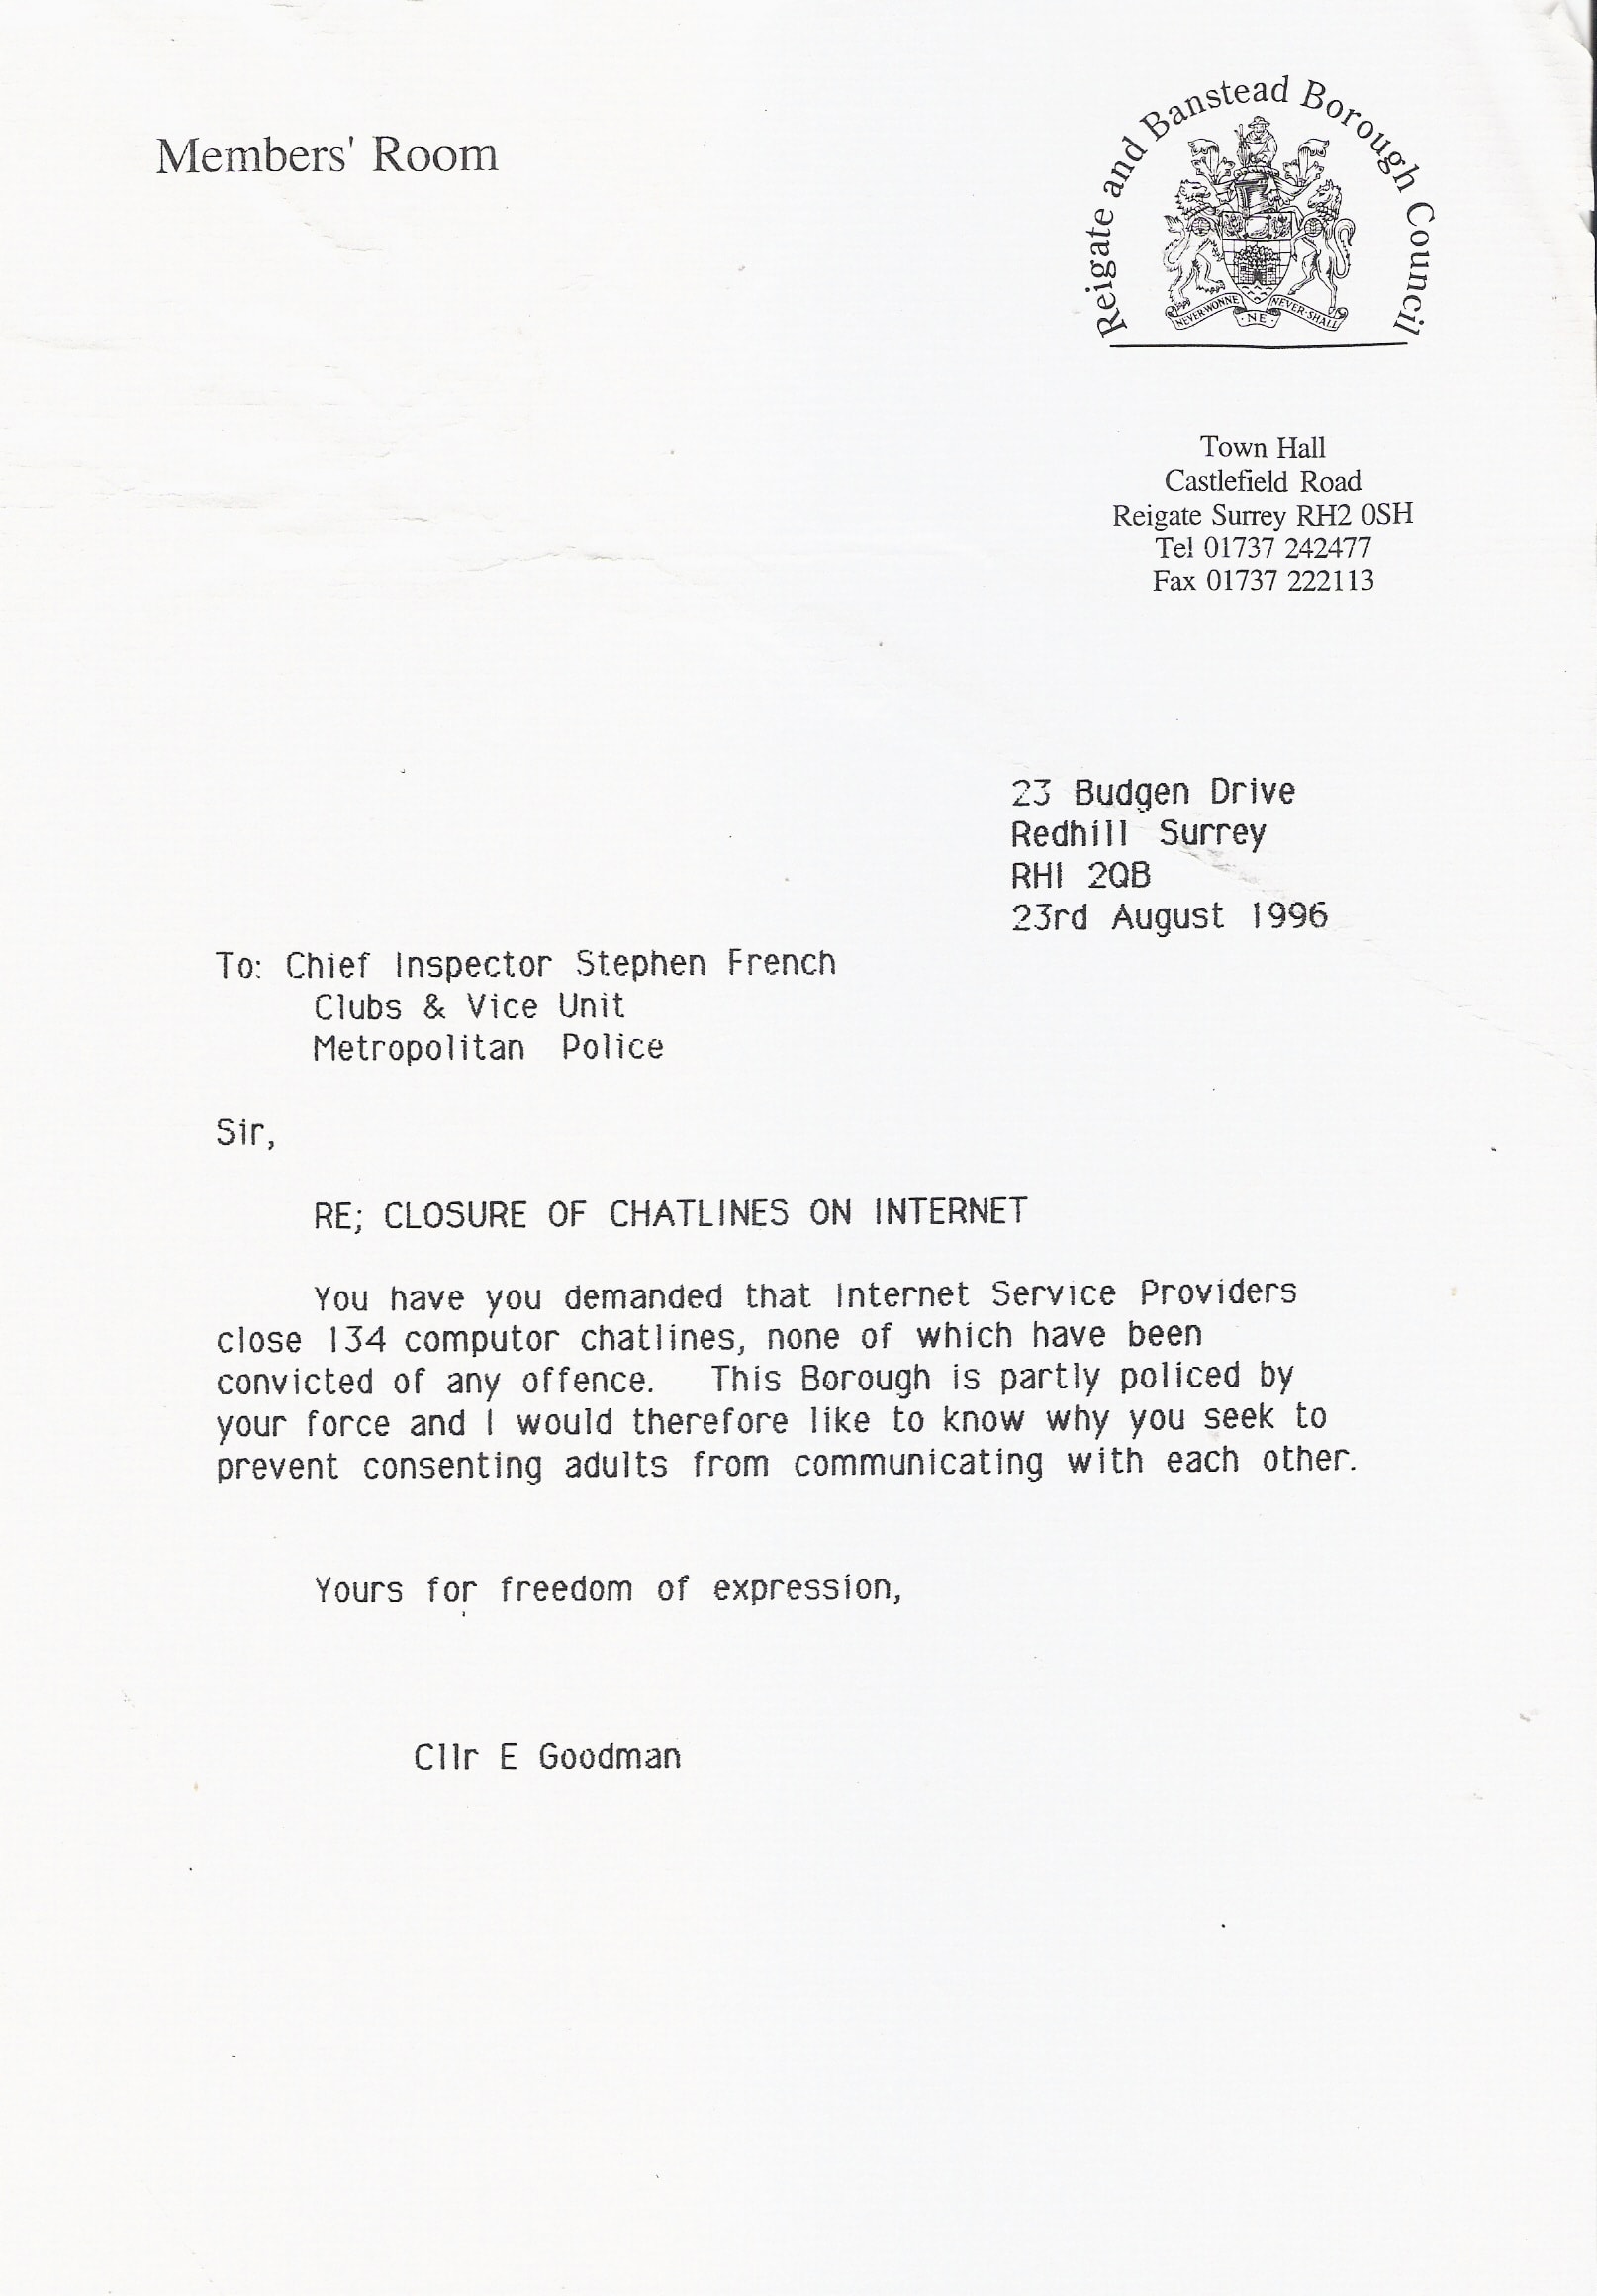 Members' Room
Reigate and Banstead Borough Council
NEVER·WONNE ·NE· NEVER·SHALL
Town Hall
Castlefield Road
Reigate Surrey RH2 0SH
Tel 01737 242477
Fax 01737 222113
23 Budgen Drive
Redhill Surrey
RHI 2QB
23rd August 1996
To: Chief Inspector Stephen French
Clubs & Vice Unit
Metropolitan Police
Sir,
RE; CLOSURE OF CHATLINES ON INTERNET
You have you demanded that Internet Service Providers
close 134 computor chatlines, none of which have been
convicted of any offence. This Borough is partly policed by
your force and I would therefore like to know why you seek to
prevent consenting adults from communicating with each other.
Yours for freedom of expression,
Cllr E Goodman